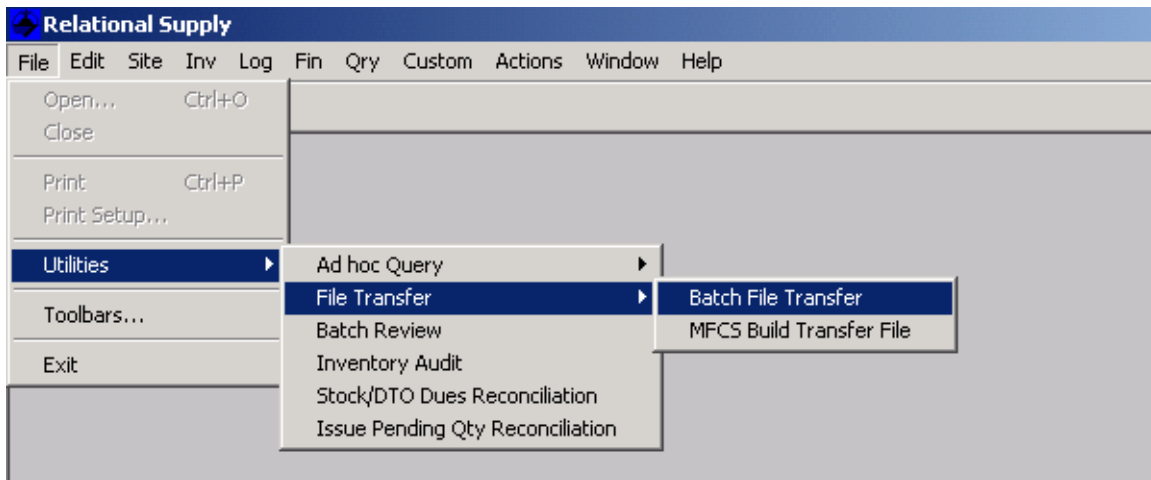 Relational Supply
File Edit Site Inv Log Fin Qry Custom Actions Window Help
Open... Ctrl+O
Close
Print Ctrl+P
Print Setup...
Utilities
Toolbars...
Exit
Ad hoc Query
File Transfer
Batch Review
Inventory Audit
Stock/DTO Dues Reconciliation
Issue Pending Qty Reconciliation
Batch File Transfer
MFCS Build Transfer File